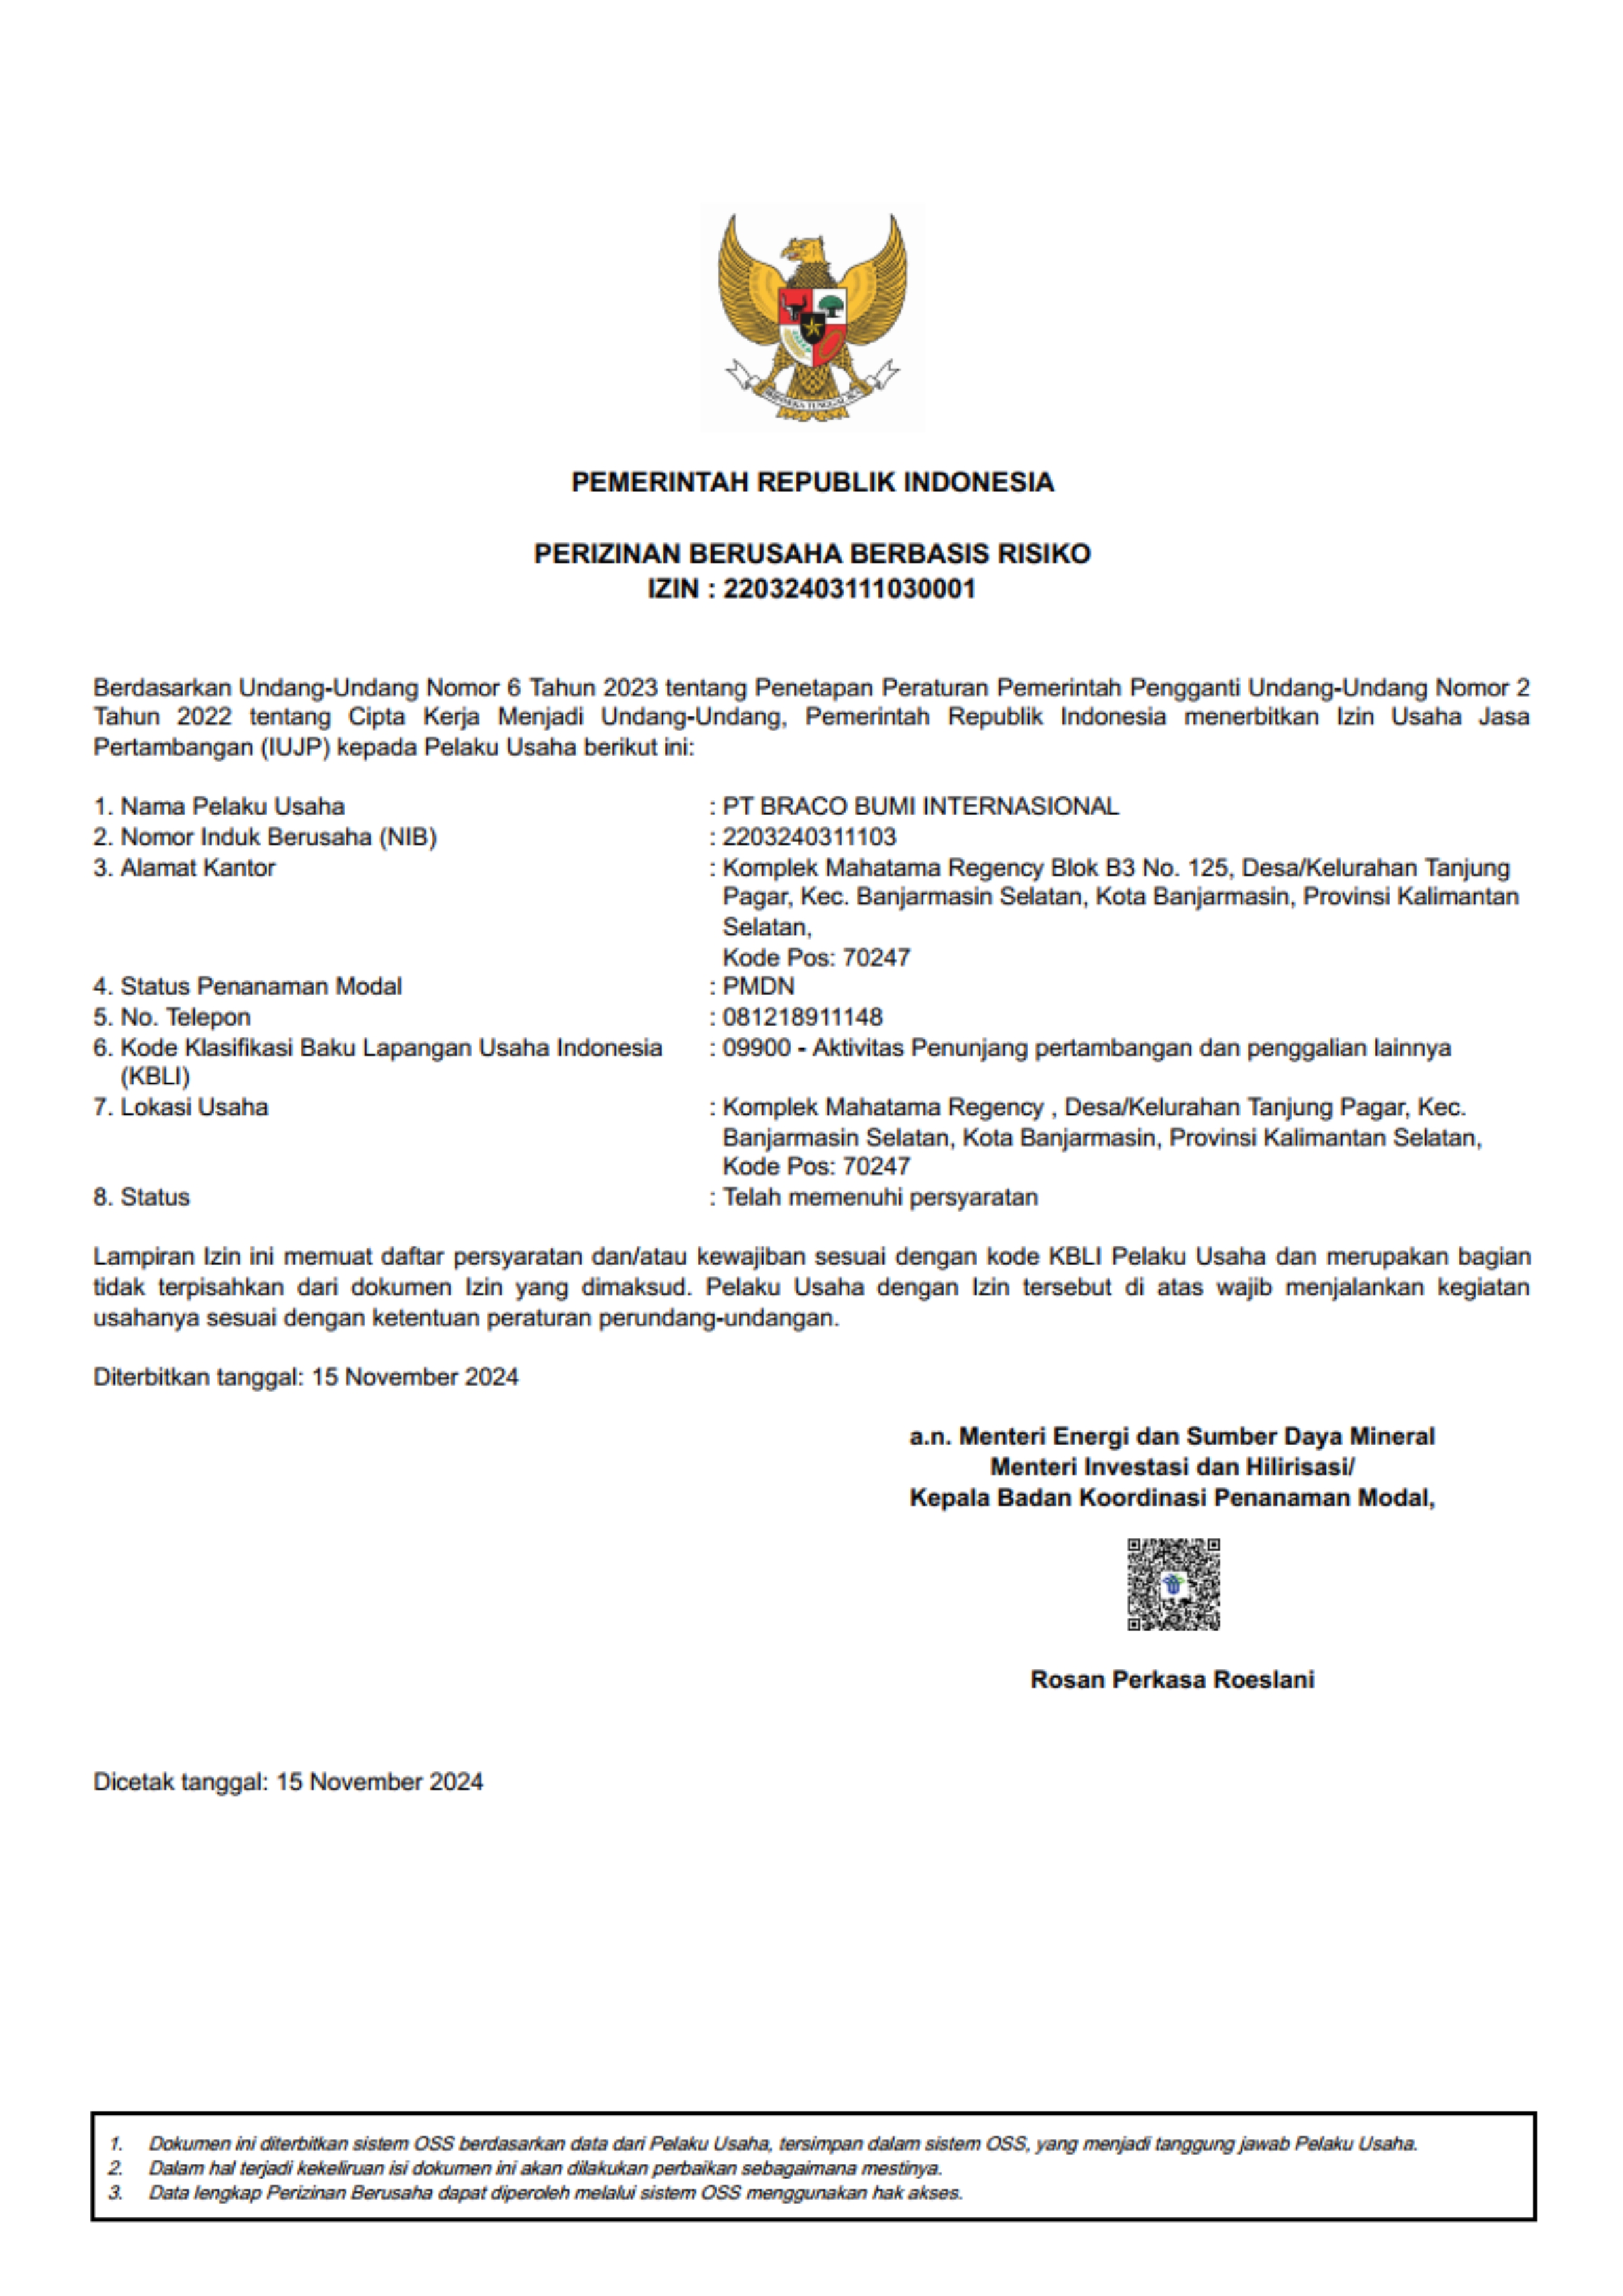 PEMERINTAH REPUBLIK INDONESIA
PERIZINAN BERUSAHA BERBASIS RISIKO
IZIN : 22032403111030001
Berdasarkan Undang-Undang Nomor 6 Tahun 2023 tentang Penetapan Peraturan Pemerintah Pengganti Undang-Undang Nomor 2
Tahun 2022 tentang Cipta Kerja Menjadi Undang-Undang, Pemerintah Republik Indonesia menerbitkan Izin Usaha Jasa
Pertambangan (IUJP) kepada Pelaku Usaha berikut ini:
1. Nama Pelaku Usaha : PT BRACO BUMI INTERNASIONAL
2. Nomor Induk Berusaha (NIB) : 2203240311103
3. Alamat Kantor : Komplek Mahatama Regency Blok B3 No. 125, Desa/Kelurahan Tanjung
Pagar, Kec. Banjarmasin Selatan, Kota Banjarmasin, Provinsi Kalimantan
Selatan,
Kode Pos: 70247
4. Status Penanaman Modal : PMDN
5. No. Telepon : 081218911148
6. Kode Klasifikasi Baku Lapangan Usaha Indonesia : 09900 - Aktivitas Penunjang pertambangan dan penggalian lainnya
(KBLI)
7. Lokasi Usaha : Komplek Mahatama Regency , Desa/Kelurahan Tanjung Pagar, Kec.
Banjarmasin Selatan, Kota Banjarmasin, Provinsi Kalimantan Selatan,
Kode Pos: 70247
8. Status : Telah memenuhi persyaratan
Lampiran Izin ini memuat daftar persyaratan dan/atau kewajiban sesuai dengan kode KBLI Pelaku Usaha dan merupakan bagian
tidak terpisahkan dari dokumen Izin yang dimaksud. Pelaku Usaha dengan Izin tersebut di atas wajib menjalankan kegiatan
usahanya sesuai dengan ketentuan peraturan perundang-undangan.
Diterbitkan tanggal: 15 November 2024
a.n. Menteri Energi dan Sumber Daya Mineral
Menteri Investasi dan Hilirisasi/
Kepala Badan Koordinasi Penanaman Modal,
Rosan Perkasa Roeslani
Dicetak tanggal: 15 November 2024
1. Dokumen ini diterbitkan sistem OSS berdasarkan data dari Pelaku Usaha, tersimpan dalam sistem OSS, yang menjadi tanggung jawab Pelaku Usaha.
2. Dalam hal terjadi kekeliruan isi dokumen ini akan dilakukan perbaikan sebagaimana mestinya.
3. Data lengkap Perizinan Berusaha dapat diperoleh melalui sistem OSS menggunakan hak akses.